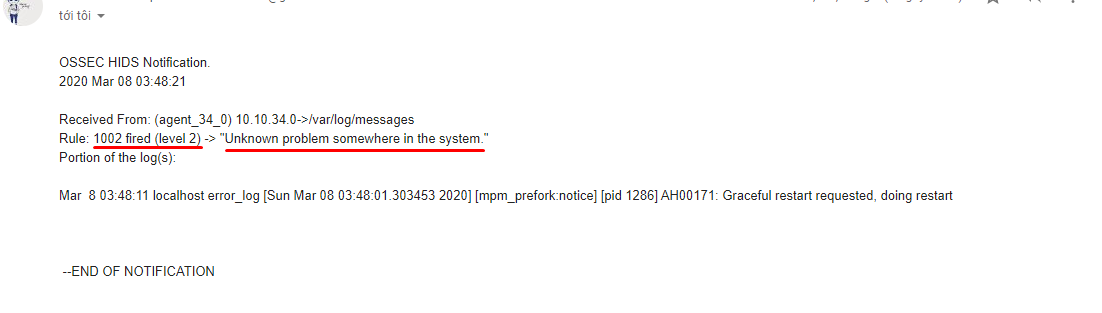 tới tôi
OSSEC HIDS Notification.
2020 Mar 08 03:48:21
Received From: (agent_34_0) 10.10.34.0->/var/log/messages
Rule: 1002 fired (level 2) -> "Unknown problem somewhere in the system."
Portion of the log(s):
Mar  8 03:48:11 localhost error_log [Sun Mar 08 03:48:01.303453 2020] [mpm_prefork:notice] [pid 1286] AH00171: Graceful restart requested, doing restart
--END OF NOTIFICATION